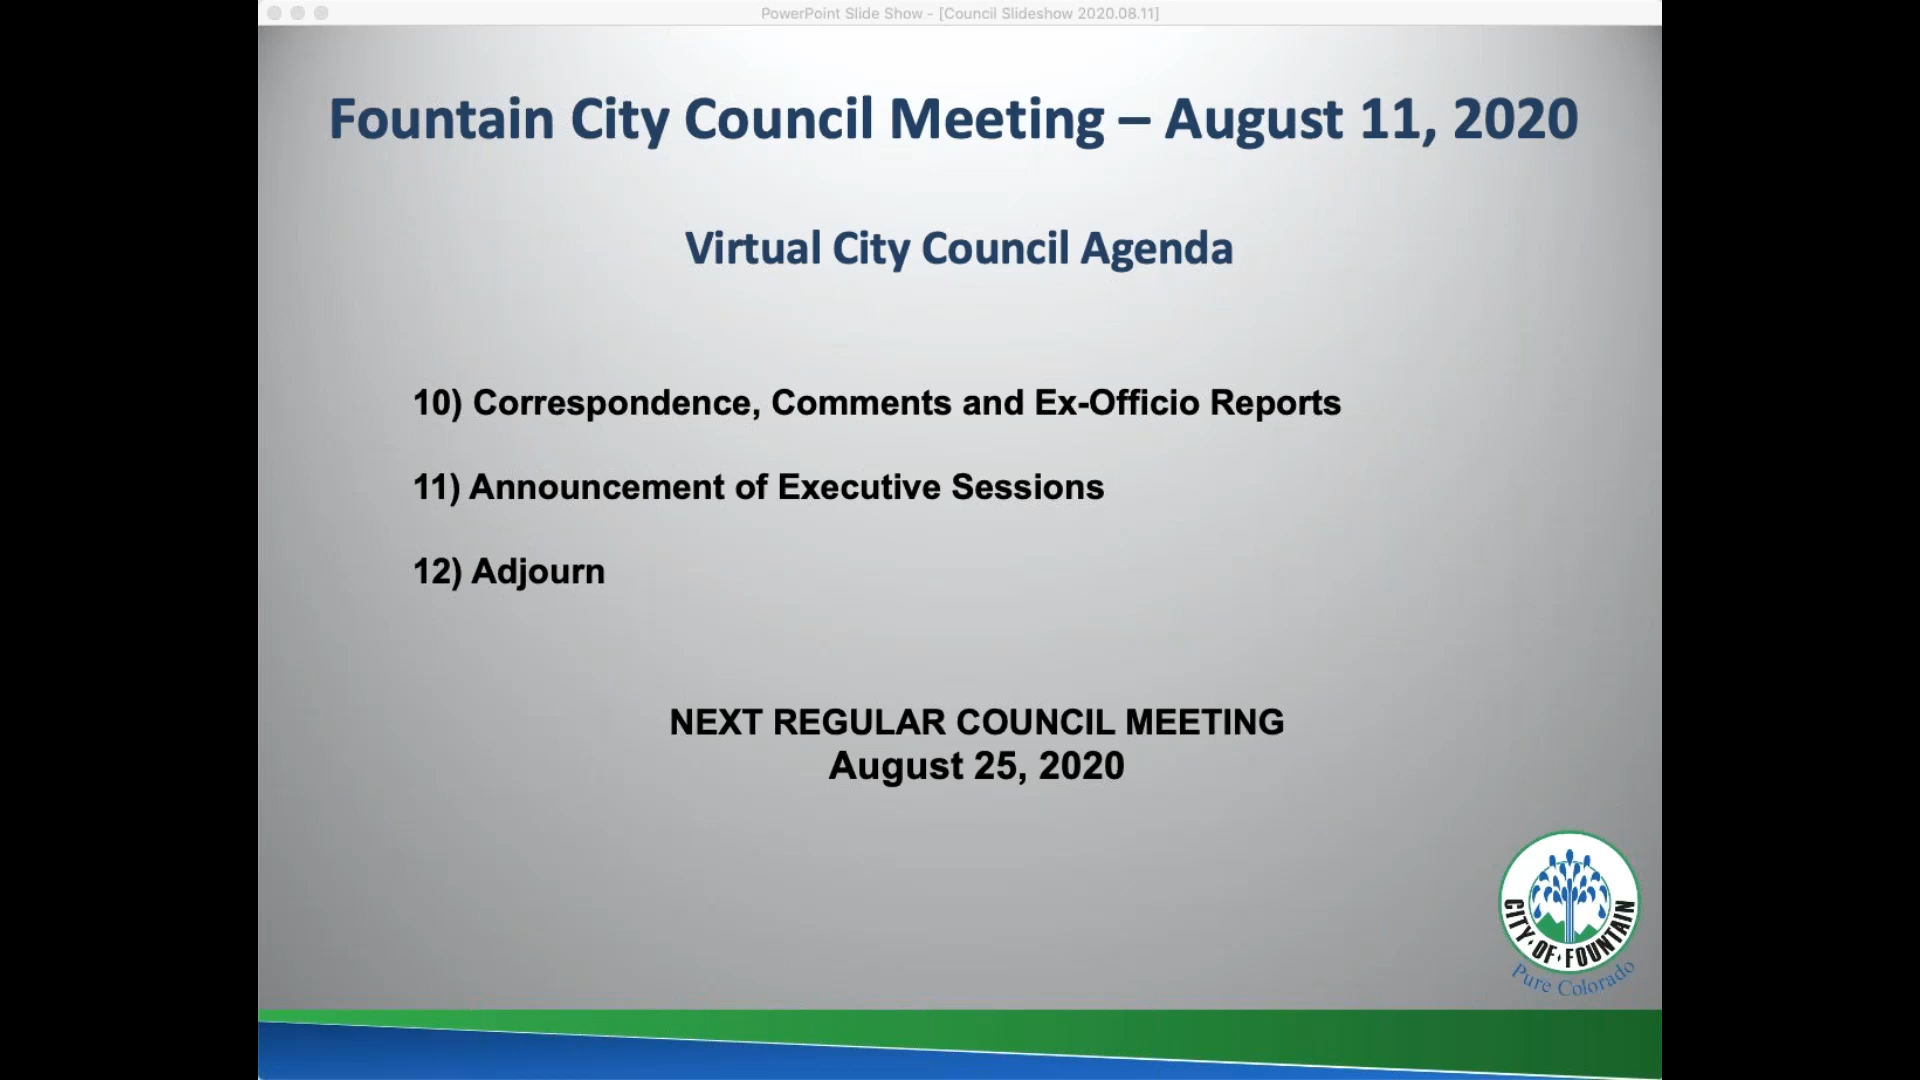 PowerPoint Slide Show - [Council Slideshow 2020.08.11]
Fountain City Council Meeting – August 11, 2020
Virtual City Council Agenda
10) Correspondence, Comments and Ex-Officio Reports
11) Announcement of Executive Sessions
12) Adjourn
NEXT REGULAR COUNCIL MEETING
August 25, 2020
CITY·OF·FOUNTAIN
Pure Colorado